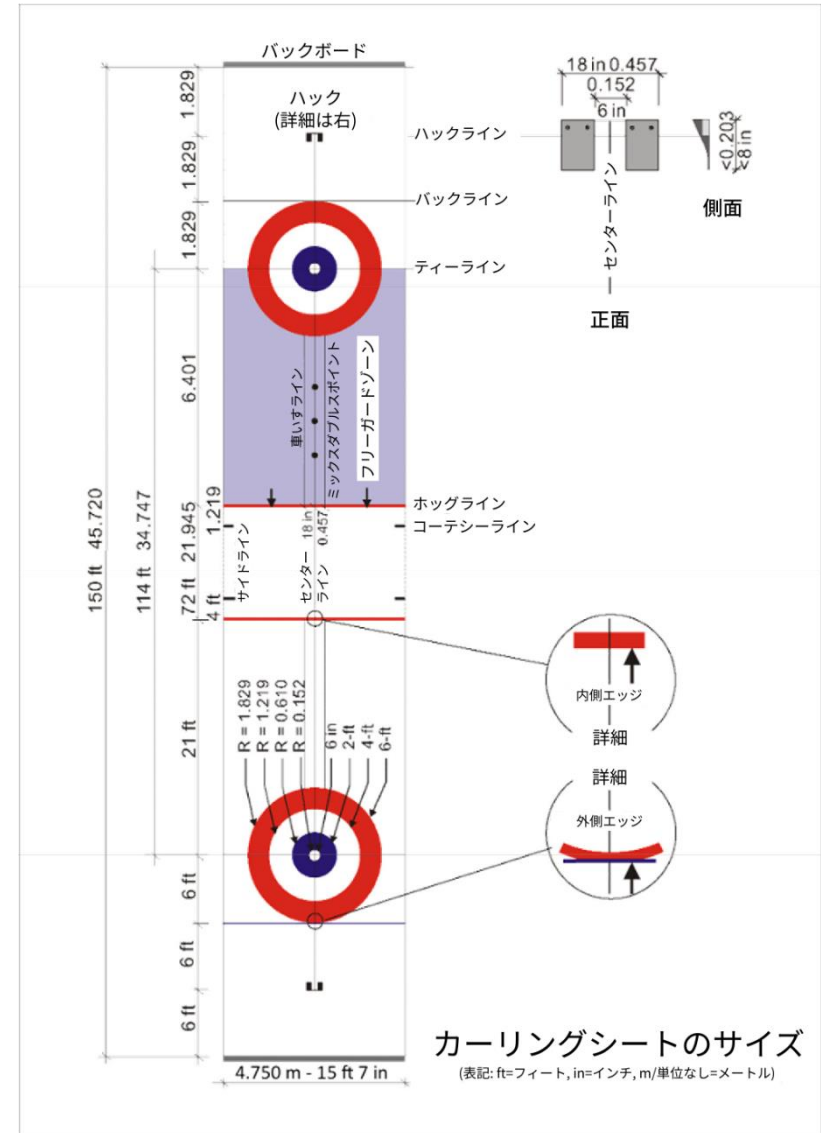 バックボード
ハック
(詳細は右)
ハックライン
バックライン
ティーライン
1.829
1.829
1.829
6.401
車いすライン
ミックスダブルスポイント
フリーガードゾーン
ホッグライン
コーテシーライン
150 ft 45.720
114 ft 34.747
72 ft 21.945
4 ft 1.219
サイドライン
センター 18 in
ライン 0.457
21 ft
R = 1.829
R = 1.219
R = 0.610
R = 0.152
6 in
2-ft
4-ft
6-ft
6 ft
6 ft
6 ft
4.750 m - 15 ft 7 in
18 in 0.457
0.152
6 in
<0.203
<8 in
センターライン
側面
正面
内側エッジ
詳細
詳細
外側エッジ
カーリングシートのサイズ
(表記: ft=フィート, in=インチ, m/単位なし=メートル)